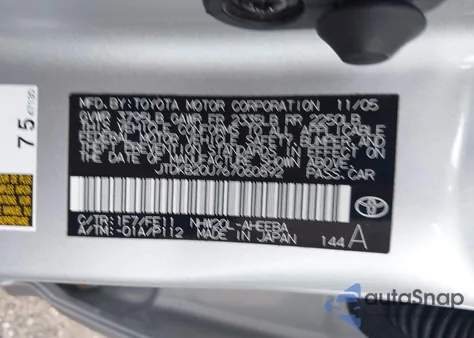 MFD. BY: TOYOTA MOTOR CORPORATION 11/05
GVWR 3795LB GAWR FR 2335LB RR 2250LB
THIS VEHICLE CONFORMS TO ALL APPLICABLE
FEDERAL MOTOR VEHICLE SAFETY, BUMPER, AND
THEFT PREVENTION STANDARDS IN EFFECT ON
THE DATE OF MANUFACTURE SHOWN ABOVE.
JTDKB20U767060892 PASS.CAR
C/TR: 1F7/FF11 NHW20L-AHEEBA
A/TM: -01A/P112 MADE IN JAPAN 144 A
75
autoSnap